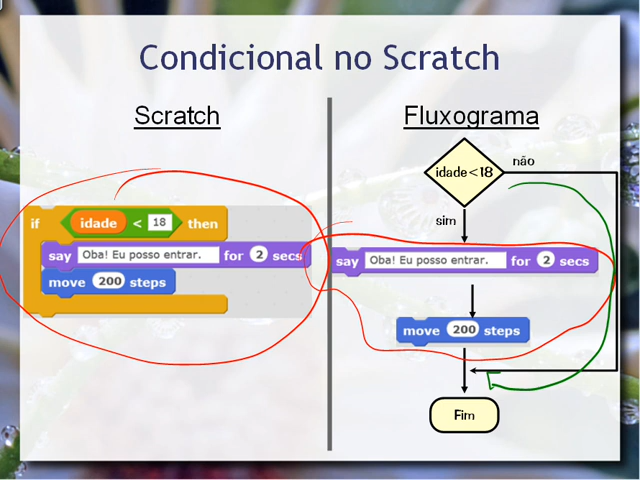 Condicional no Scratch
Scratch
if idade < 18 then
say Oba! Eu posso entrar. for 2 secs
move 200 steps
Fluxograma
idade<18
não
sim
say Oba! Eu posso entrar. for 2 secs
move 200 steps
Fim